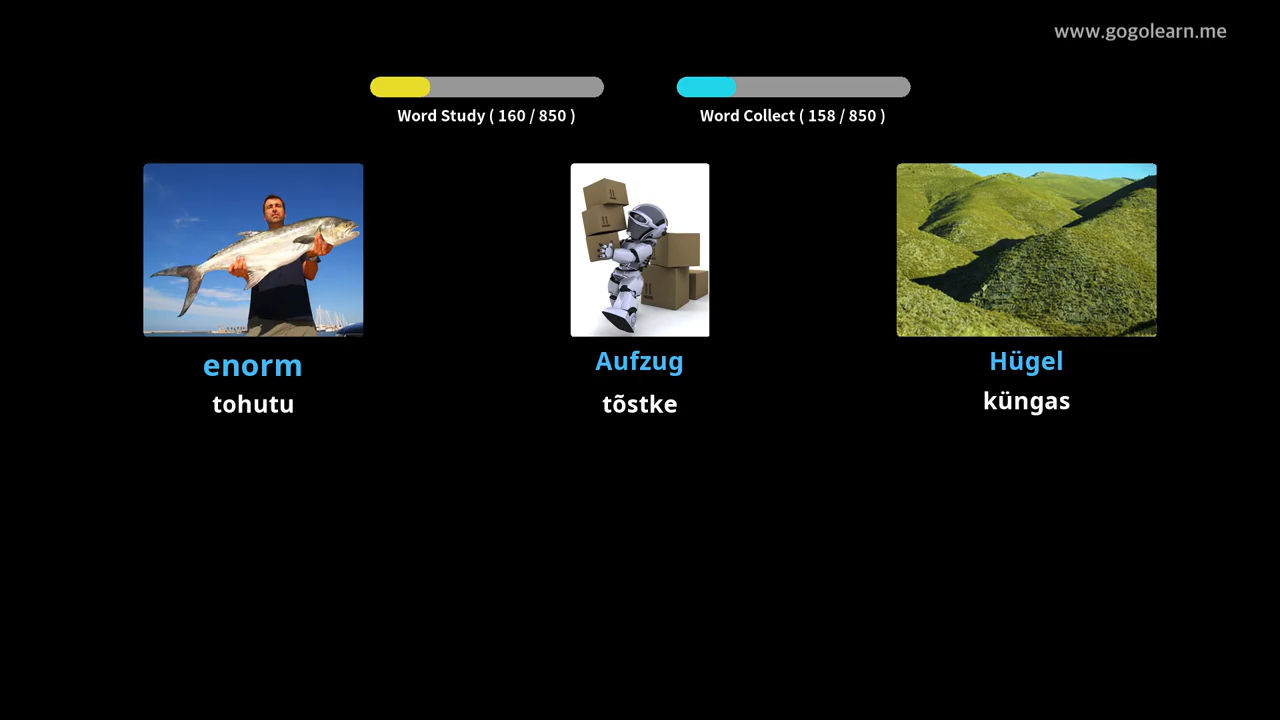 www.gogolearn.me
Word Study ( 160 / 850 )
Word Collect ( 158 / 850 )
enorm
tohutu
Aufzug
tõstke
Hügel
küngas